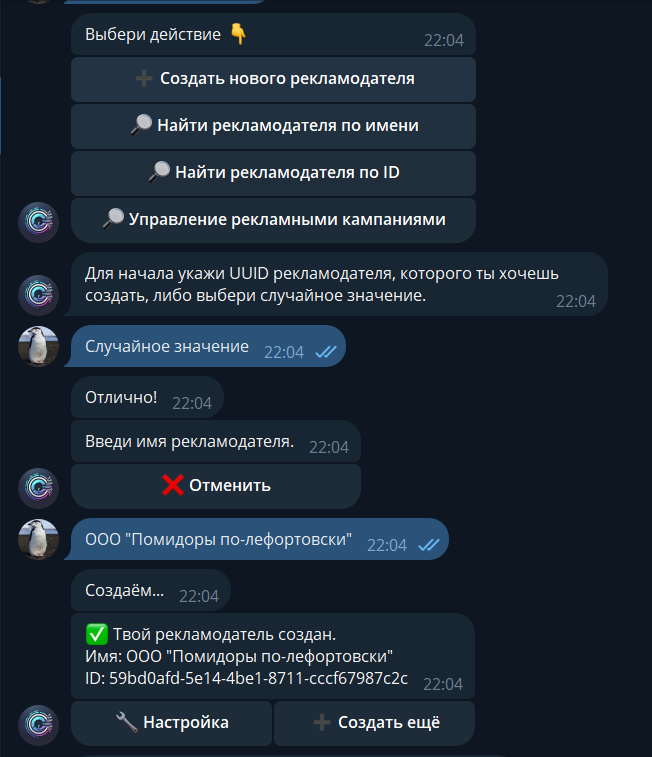 Выбери действие 👇
22:04
➕ Создать нового рекламодателя
🔎 Найти рекламодателя по имени
🔎 Найти рекламодателя по ID
🔎 Управление рекламными кампаниями
Для начала укажи UUID рекламодателя, которого ты хочешь
создать, либо выбери случайное значение.
22:04
Случайное значение 22:04
Отлично! 22:04
Введи имя рекламодателя. 22:04
❌ Отменить
ООО "Помидоры по-лефортовски" 22:04
Создаём... 22:04
✅ Твой рекламодатель создан.
Имя: ООО "Помидоры по-лефортовски"
ID: 59bd0afd-5e14-4be1-8711-cccf67987c2c 22:04
🔧 Настройка
➕ Создать ещё